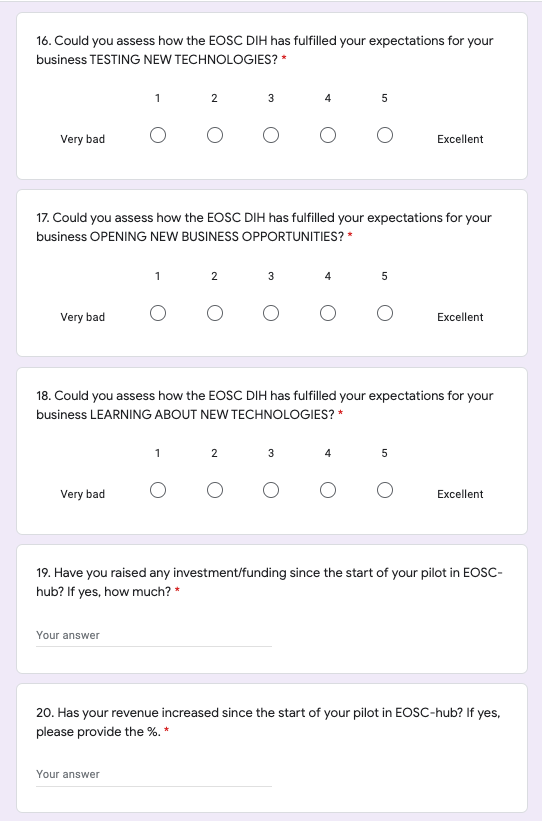 16. Could you assess how the EOSC DIH has fulfilled your expectations for your
business TESTING NEW TECHNOLOGIES? *
1 2 3 4 5
Very bad Excellent
17. Could you assess how the EOSC DIH has fulfilled your expectations for your
business OPENING NEW BUSINESS OPPORTUNITIES? *
1 2 3 4 5
Very bad Excellent
18. Could you assess how the EOSC DIH has fulfilled your expectations for your
business LEARNING ABOUT NEW TECHNOLOGIES? *
1 2 3 4 5
Very bad Excellent
19. Have you raised any investment/funding since the start of your pilot in EOSC-
hub? If yes, how much? *
Your answer
20. Has your revenue increased since the start of your pilot in EOSC-hub? If yes,
please provide the %. *
Your answer